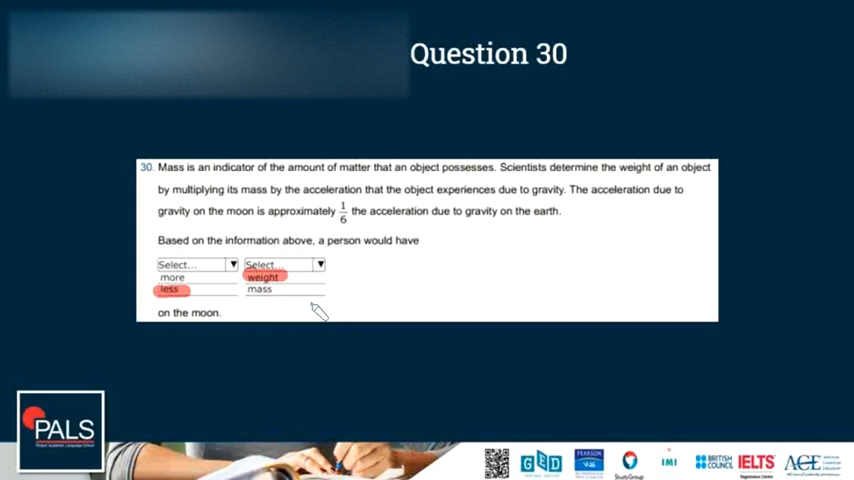 Question 30
30. Mass is an indicator of the amount of matter that an object possesses. Scientists determine the weight of an object
by multiplying its mass by the acceleration that the object experiences due to gravity. The acceleration due to
gravity on the moon is approximately 1/6 the acceleration due to gravity on the earth.
Based on the information above, a person would have
Select... ▼ Select... ▼
more weight
less mass
on the moon.
PALS
GED
PEARSON
VUE
StudyGroup
IMI
BRITISH
COUNCIL
IELTS
ACE